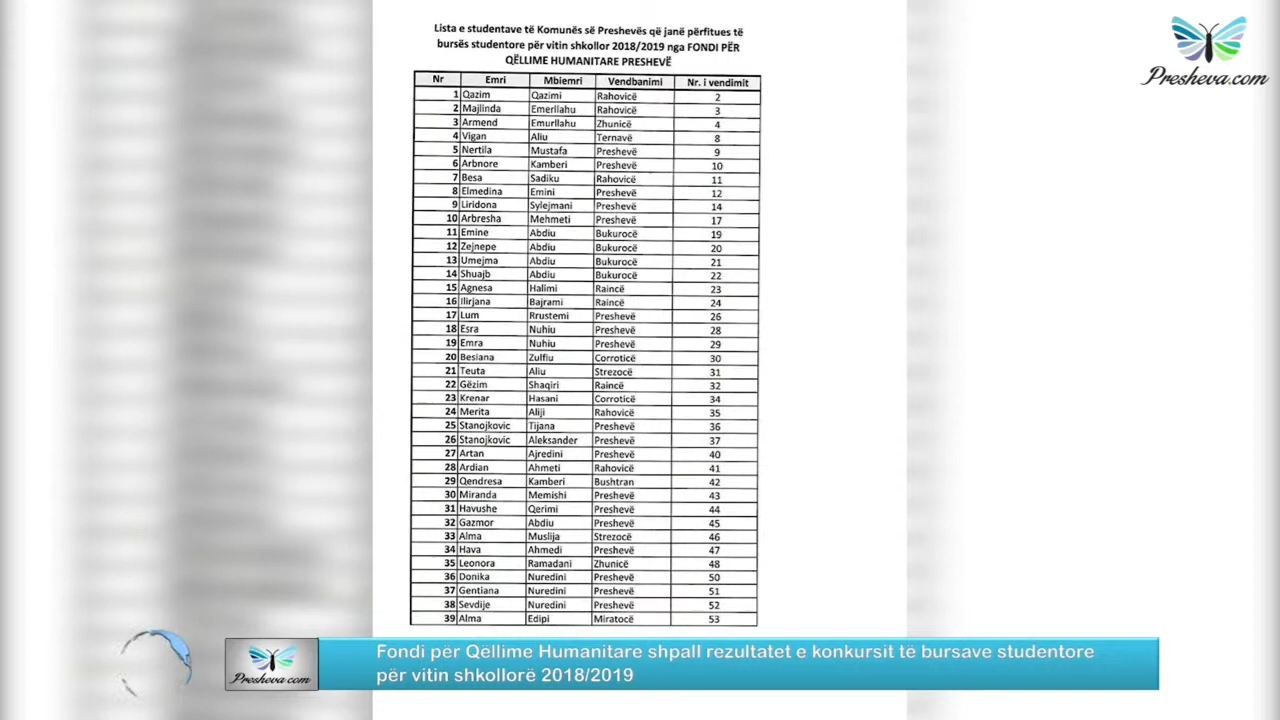 Lista e studentave të Komunës së Preshevës që janë përfitues të
bursës studentore për vitin shkollor 2018/2019 nga FONDI PËR
QËLLIME HUMANITARE PRESHEVË
Nr Emri Mbiemri Vendbanimi Nr. i vendimit
1 Qazim Qazimi Rahovicë 2
2 Majlinda Emerllahu Rahovicë 3
3 Armend Emurllahu Zhunicë 4
4 Vigan Aliu Ternavë 8
5 Nertila Mustafa Preshevë 9
6 Arbnore Kamberi Preshevë 10
7 Besa Sadiku Rahovicë 11
8 Elmedina Emini Preshevë 12
9 Liridona Sylejmani Preshevë 14
10 Arbresha Mehmeti Preshevë 17
11 Emine Abdiu Bukurocë 19
12 Zejnepe Abdiu Bukurocë 20
13 Umejma Abdiu Bukurocë 21
14 Shuajb Abdiu Bukurocë 22
15 Agnesa Halimi Raincë 23
16 Ilirjana Bajrami Raincë 24
17 Lum Rrustemi Preshevë 26
18 Esra Nuhiu Preshevë 28
19 Emra Nuhiu Preshevë 29
20 Besiana Zulfiu Corroticë 30
21 Teuta Aliu Strezocë 31
22 Gëzim Shaqiri Raincë 32
23 Krenar Hasani Corroticë 34
24 Merita Aliji Rahovicë 35
25 Stanojkovic Tijana Preshevë 36
26 Stanojkovic Aleksander Preshevë 37
27 Artan Ajredini Preshevë 40
28 Ardian Ahmeti Rahovicë 41
29 Qendresa Kamberi Bushtran 42
30 Miranda Memishi Preshevë 43
31 Havushe Qerimi Preshevë 44
32 Gazmor Abdiu Preshevë 45
33 Alma Muslija Strezocë 46
34 Hava Ahmedi Preshevë 47
35 Leonora Ramadani Zhunicë 48
36 Donika Nuredini Preshevë 50
37 Gentiana Nuredini Preshevë 51
38 Sevdije Nuredini Preshevë 52
39 Alma Edipi Miratocë 53
Presheva.com
Presheva.com
Fondi për Qëllime Humanitare shpall rezultatet e konkursit të bursave studentore
për vitin shkollorë 2018/2019